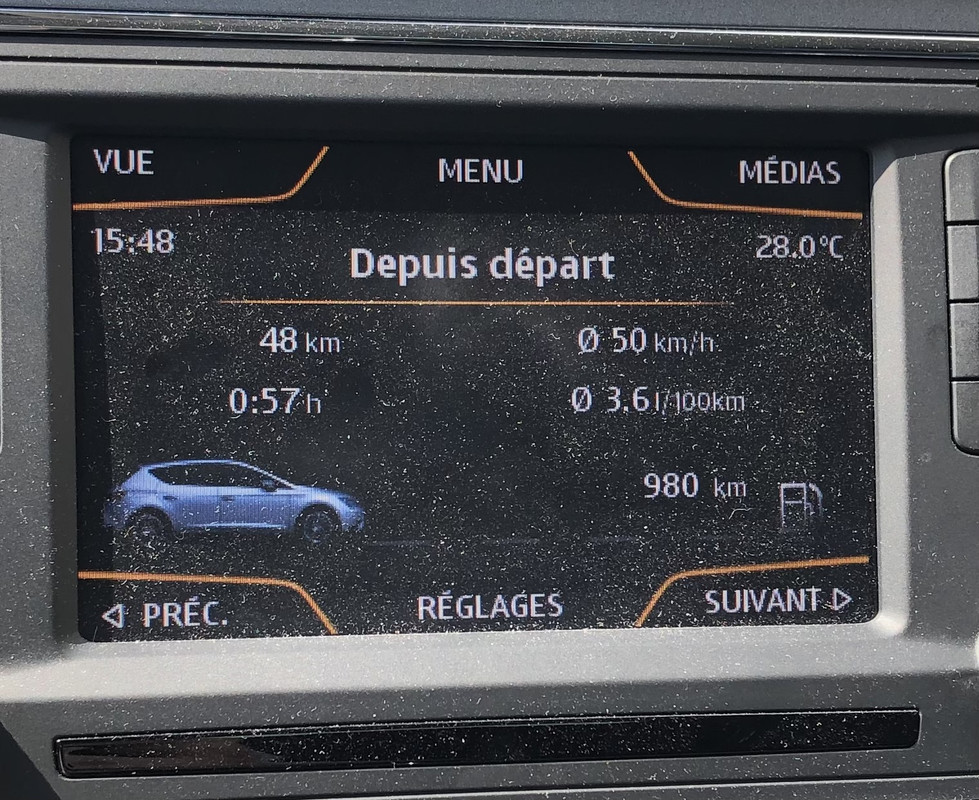 VUE MENU MÉDIAS
15:48 28.0°C
Depuis départ
48 km Ø 50 km/h
0:57 h Ø 3.6 l/100km
980 km
◁ PRÉC. RÉGLAGES SUIVANT ▷